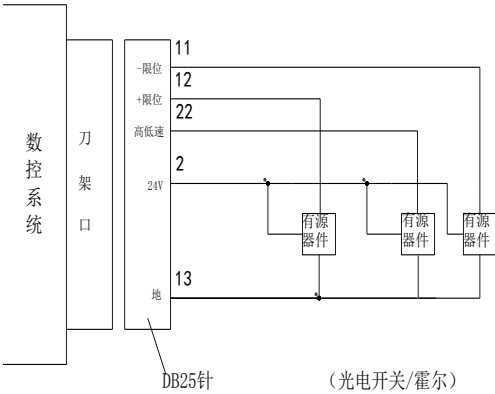 数控系统
刀架口
11
-限位
12
+限位
22
高低速
2
24V
13
地
有源器件
有源器件
有源器件
DB25针
（光电开关/霍尔）